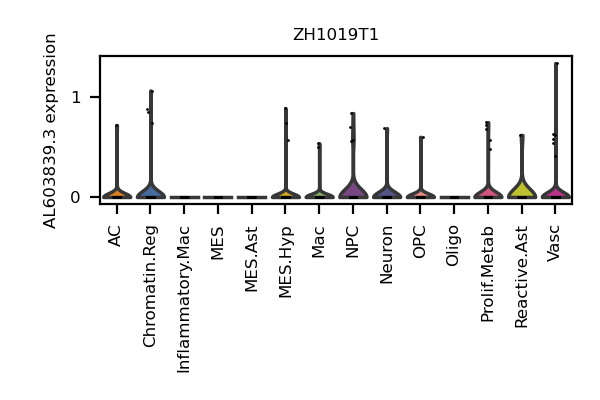 ZH1019T1
AL603839.3 expression
1
0
AC
Chromatin.Reg
Inflammatory.Mac
MES
MES.Ast
MES.Hyp
Mac
NPC
Neuron
OPC
Oligo
Prolif.Metab
Reactive.Ast
Vasc